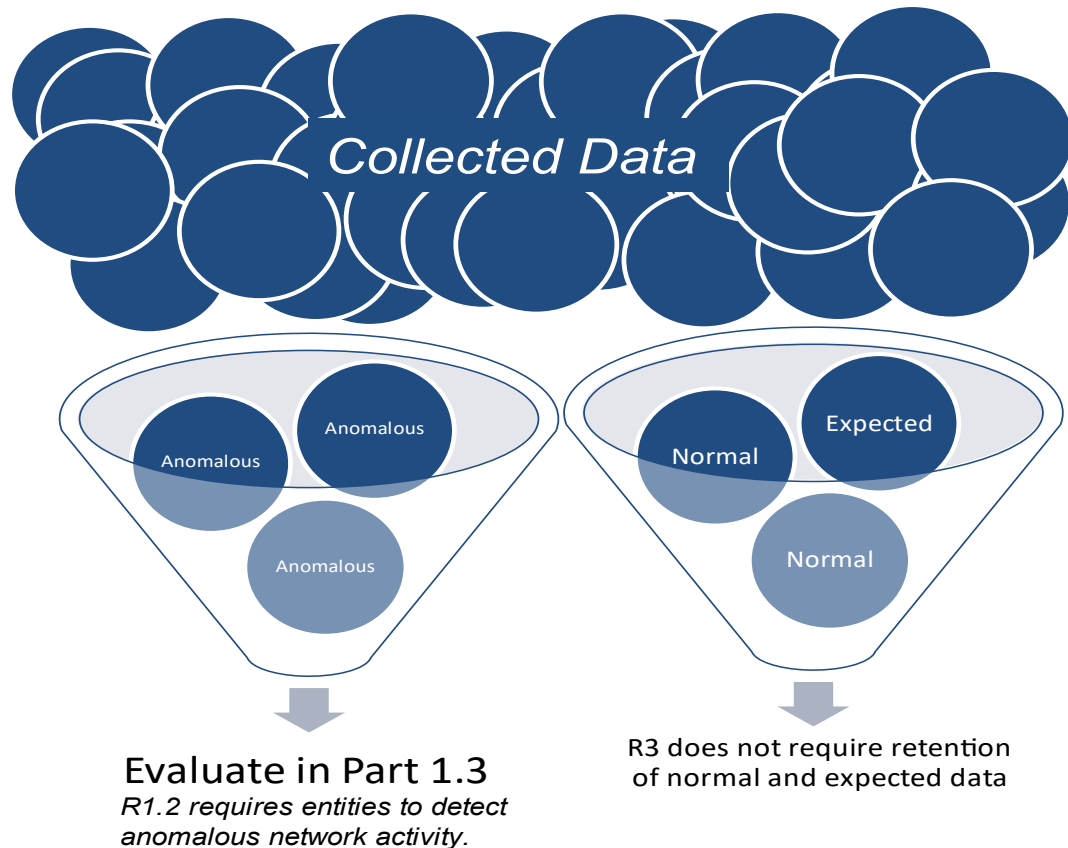 Collected Data
Anomalous
Anomalous
Anomalous
Expected
Normal
Normal
Evaluate in Part 1.3
R1.2 requires entities to detect
anomalous network activity.
R3 does not require retention
of normal and expected data